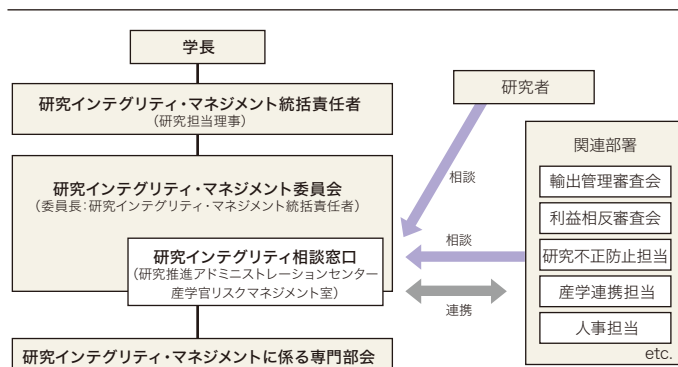 学長
研究インテグリティ・マネジメント統括責任者
（研究担当理事）
研究インテグリティ・マネジメント委員会
（委員長：研究インテグリティ・マネジメント統括責任者）
研究インテグリティ相談窓口
（研究推進アドミニストレーションセンター
産学官リスクマネジメント室）
研究インテグリティ・マネジメントに係る専門部会
研究者
相談
相談
連携
関連部署
輸出管理審査会
利益相反審査会
研究不正防止担当
産学連携担当
人事担当
etc.